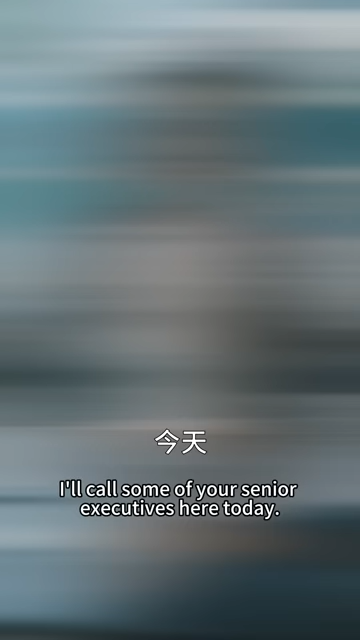 今天
I'll call some of your senior
executives here today.